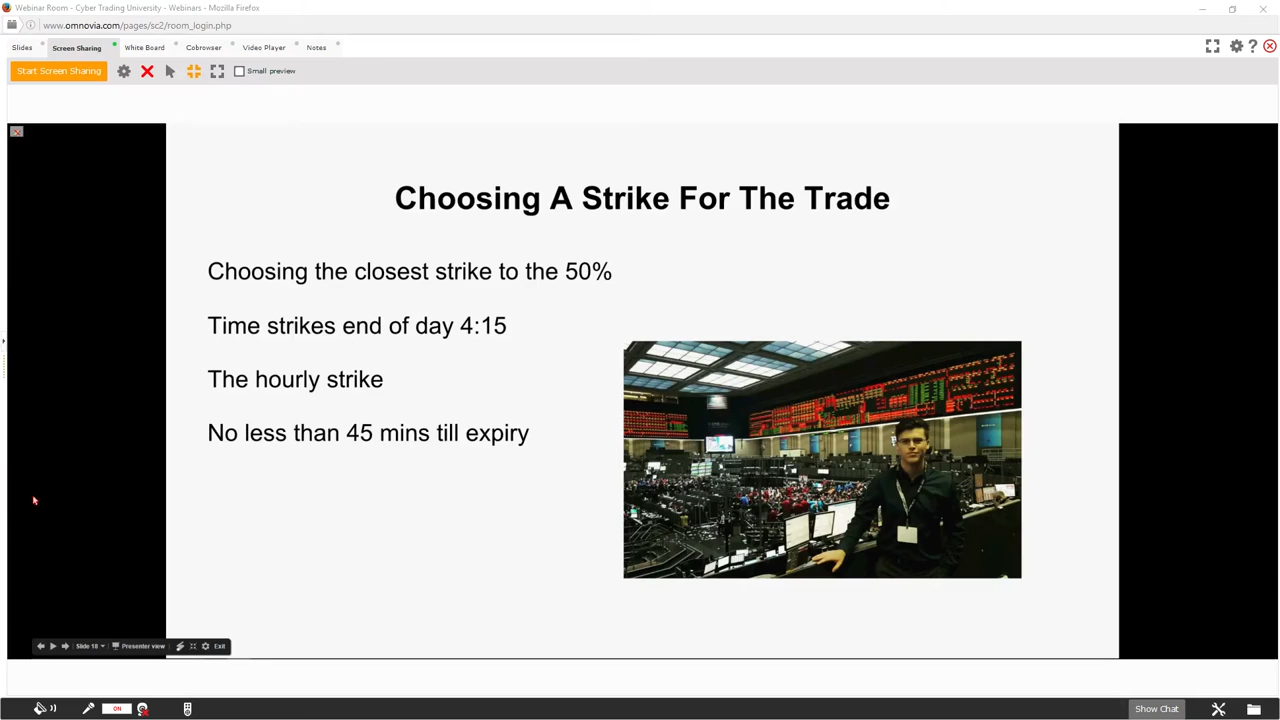 Webinar Room - Cyber Trading University - Webinars - Mozilla Firefox
www.omnovia.com/pages/sc2/room_login.php
Slides Screen Sharing White Board Cobrowser Video Player Notes
Start Screen Sharing Small preview
Choosing A Strike For The Trade
Choosing the closest strike to the 50%
Time strikes end of day 4:15
The hourly strike
No less than 45 mins till expiry
Slide 18 Presenter view Exit
ON Show Chat